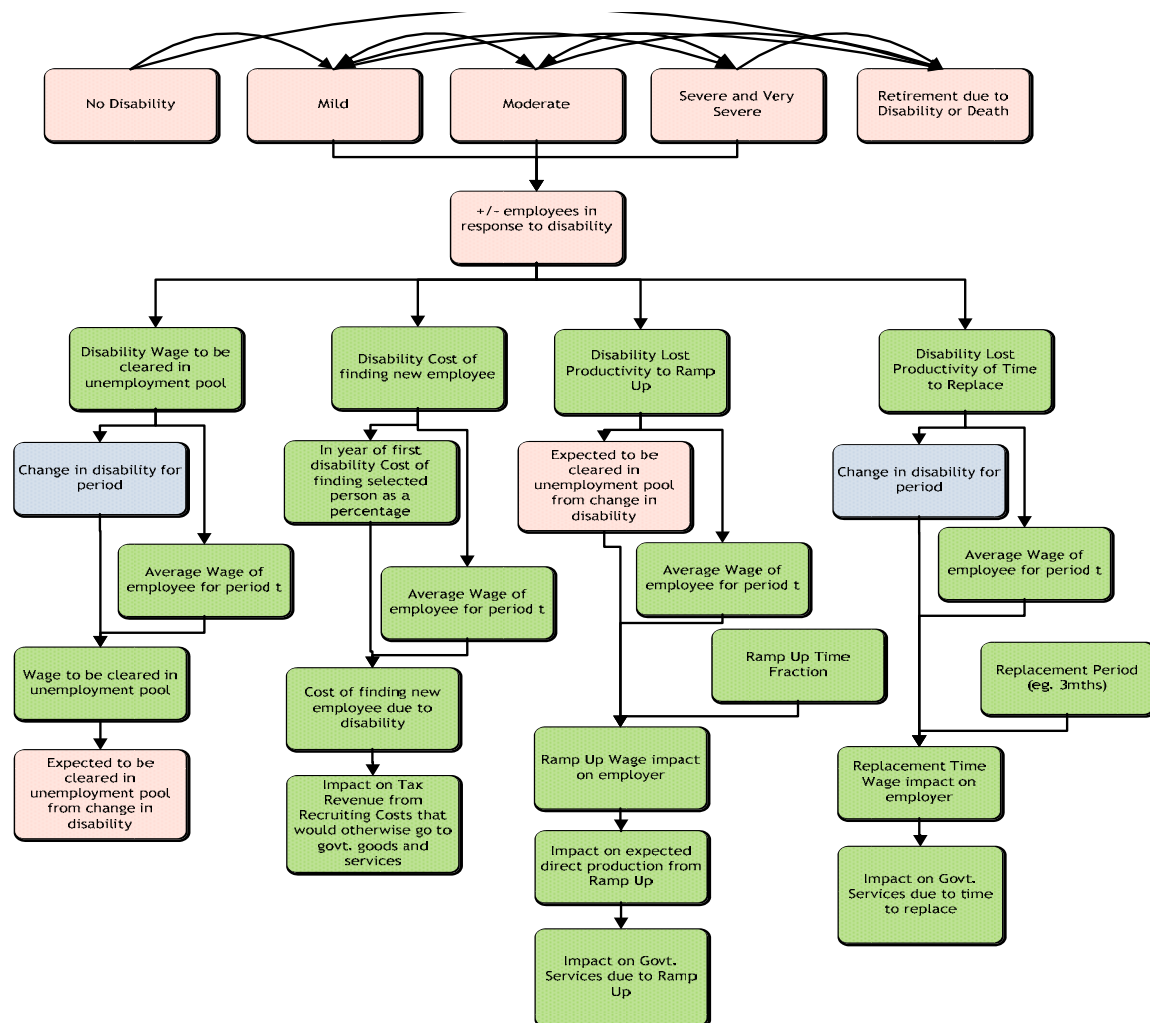 No Disability
Mild
Moderate
Severe and Very
Severe
Retirement due to
Disability or Death
+/- employees in
response to disability
Disability Wage to be
cleared in
unemployment pool
Disability Cost of
finding new employee
Disability Lost
Productivity to Ramp
Up
Disability Lost
Productivity of Time
to Replace
Change in disability for
period
In year of first
disability Cost of
finding selected
person as a
percentage
Expected to be
cleared in
unemployment pool
from change in
disability
Change in disability for
period
Average Wage of
employee for period t
Average Wage of
employee for period t
Average Wage of
employee for period t
Average Wage of
employee for period t
Wage to be cleared in
unemployment pool
Cost of finding new
employee due to
disability
Ramp Up Time
Fraction
Replacement Period
(eg. 3mths)
Expected to be
cleared in
unemployment pool
from change in
disability
Impact on Tax
Revenue from
Recruiting Costs that
would otherwise go to
govt. goods and
services
Ramp Up Wage impact
on employer
Replacement Time
Wage impact on
employer
Impact on expected
direct production from
Ramp Up
Impact on Govt.
Services due to time
to replace
Impact on Govt.
Services due to Ramp
Up